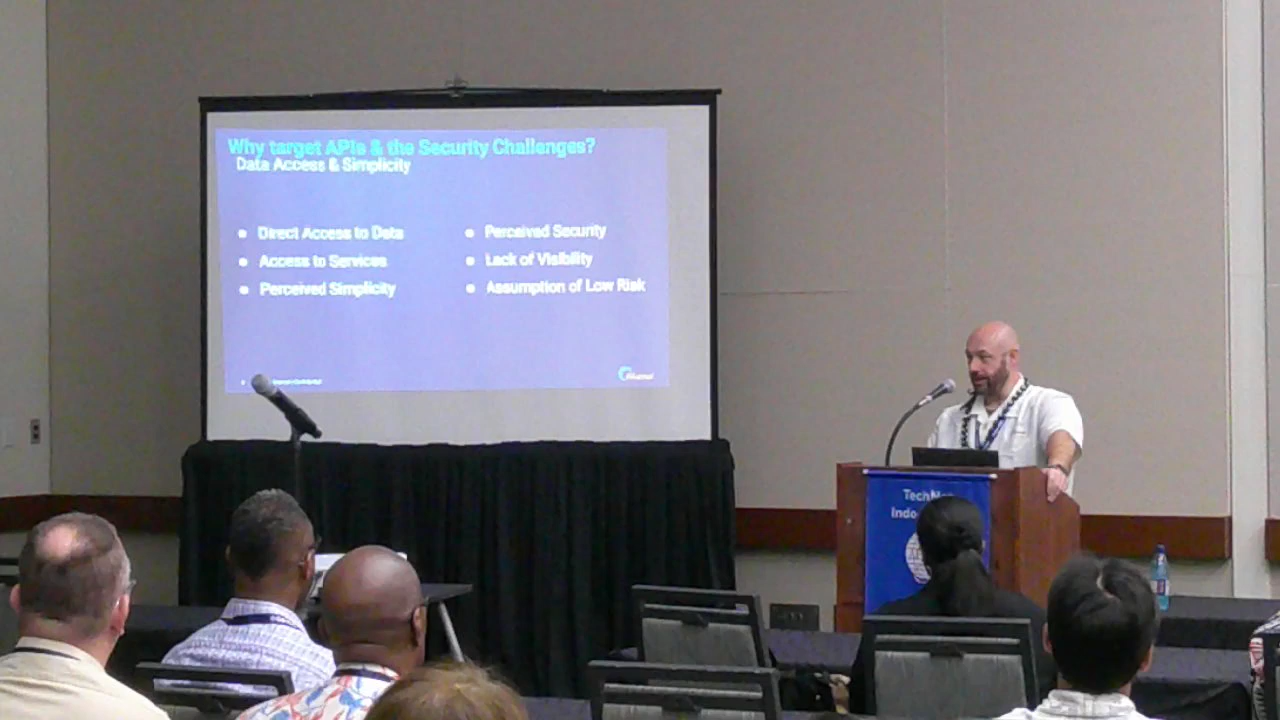 Why target APIs & the Security Challenges?
Data Access & Simplicity
Direct Access to Data
Access to Services
Perceived Simplicity
Perceived Security
Lack of Visibility
Assumption of Low Risk
TechNet
Indo